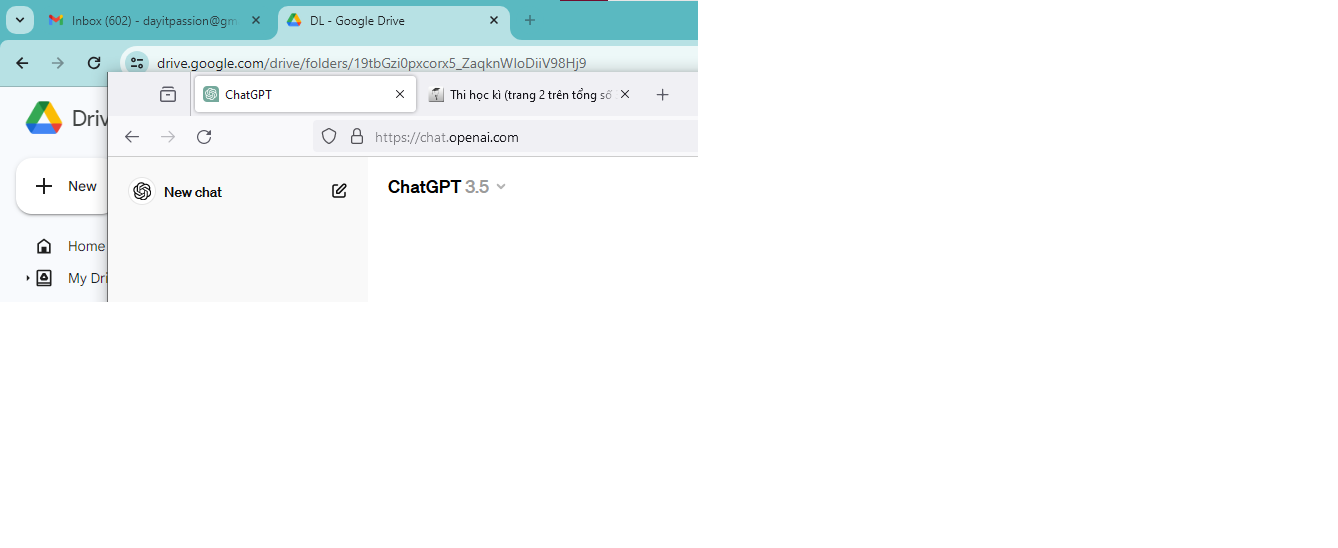 Inbox (602) - dayitpassion@gm
DL - Google Drive
drive.google.com/drive/folders/19tbGzi0pxcorx5_ZaqknWIoDiiV98Hj9
ChatGPT
Thi học kì (trang 2 trên tổng số
Driv
https://chat.openai.com
New
New chat
ChatGPT 3.5
Home
My Dri